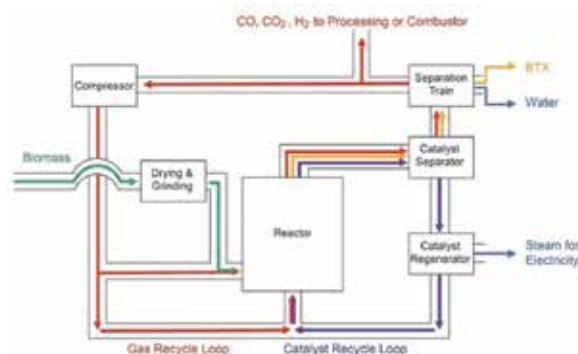 CO, CO₂, H₂ to Processing or Combustor
Compressor
Separation
Train
BTX
Water
Biomass
Drying &
Grinding
Catalyst
Separator
Reactor
Catalyst
Regenerator
Steam for
Electricity
Gas Recycle Loop
Catalyst Recycle Loop